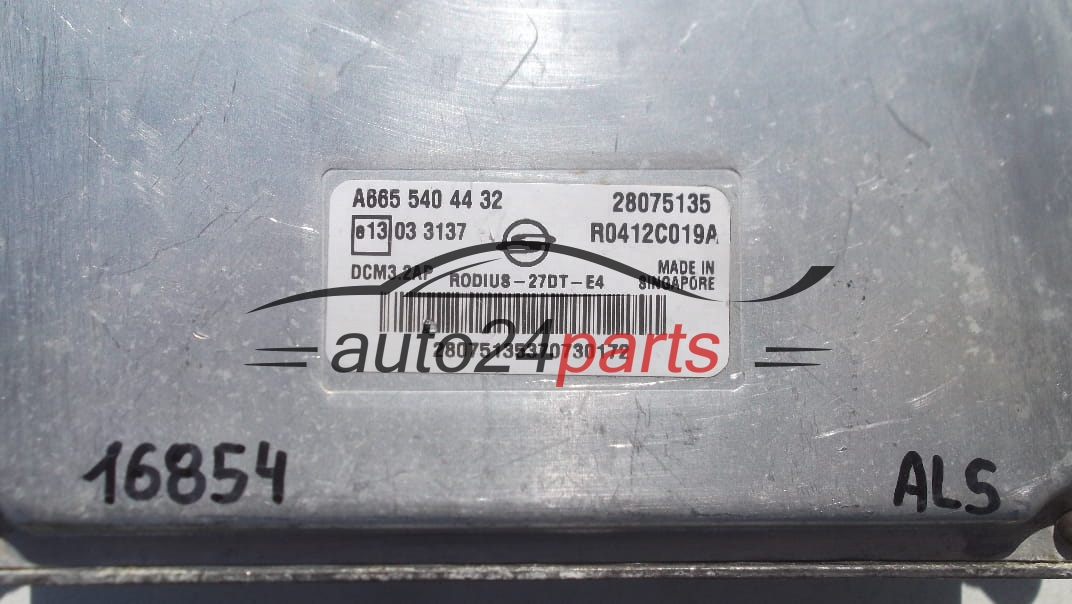 A665 540 44 32 28075135
e13 03 3137 R0412C019A
DCM3.2AP RODIUS-27DT-E4 MADE IN
SINGAPORE
28075135370730172
auto24parts
16854 ALS